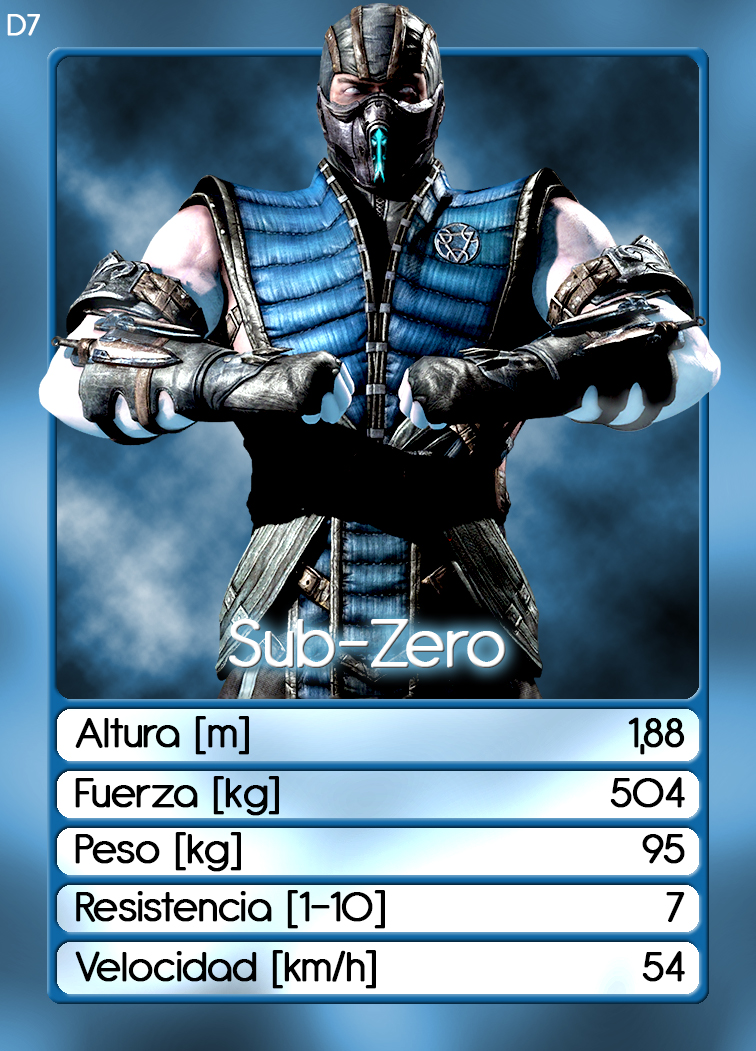 D7
Sub-Zero
Altura [m] 1,88
Fuerza [kg] 504
Peso [kg] 95
Resistencia [1-10] 7
Velocidad [km/h] 54